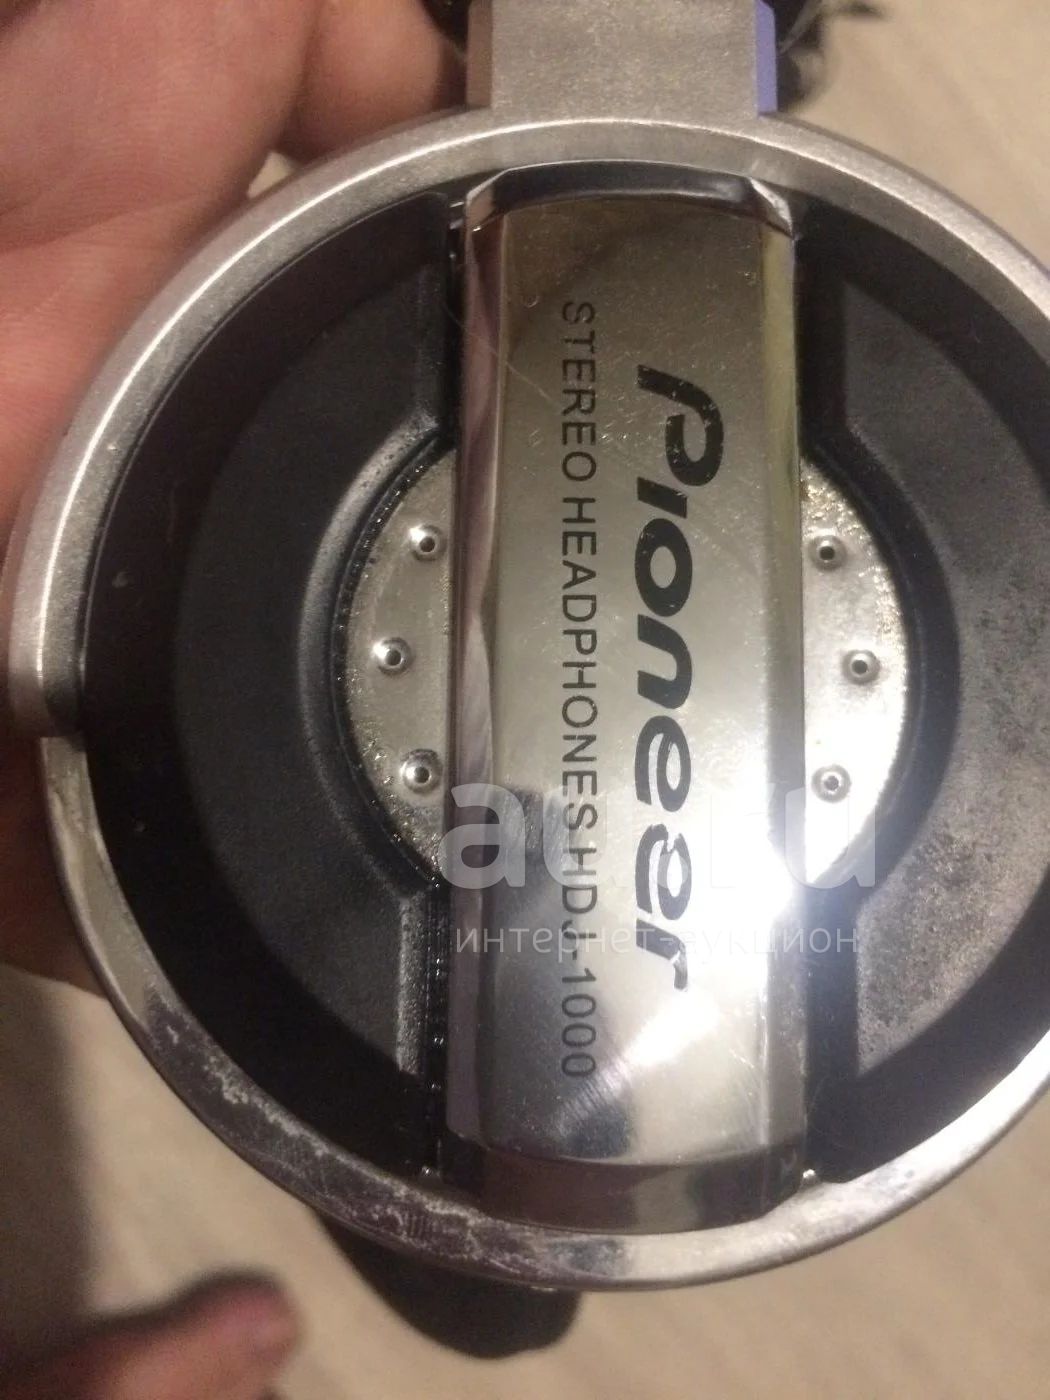 Pioneer
STEREO HEADPHONES HDJ-1000
au.ru
интернет-аукцион